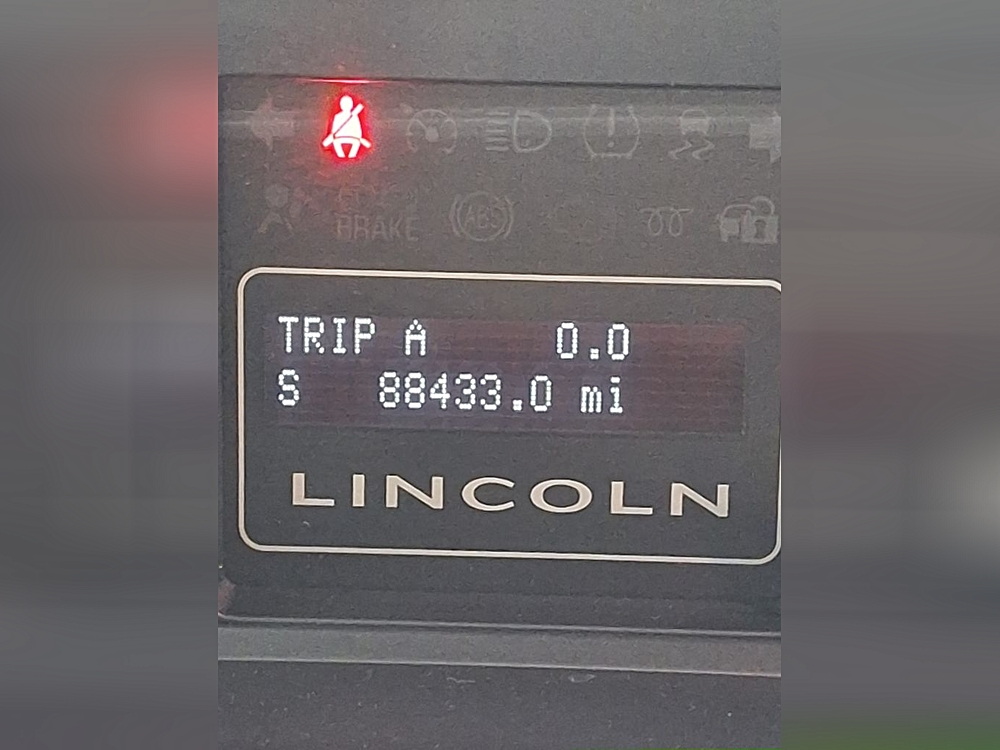 BRAKE
ABS
TRIP A 0.0
S 88433.0 mi
LINCOLN